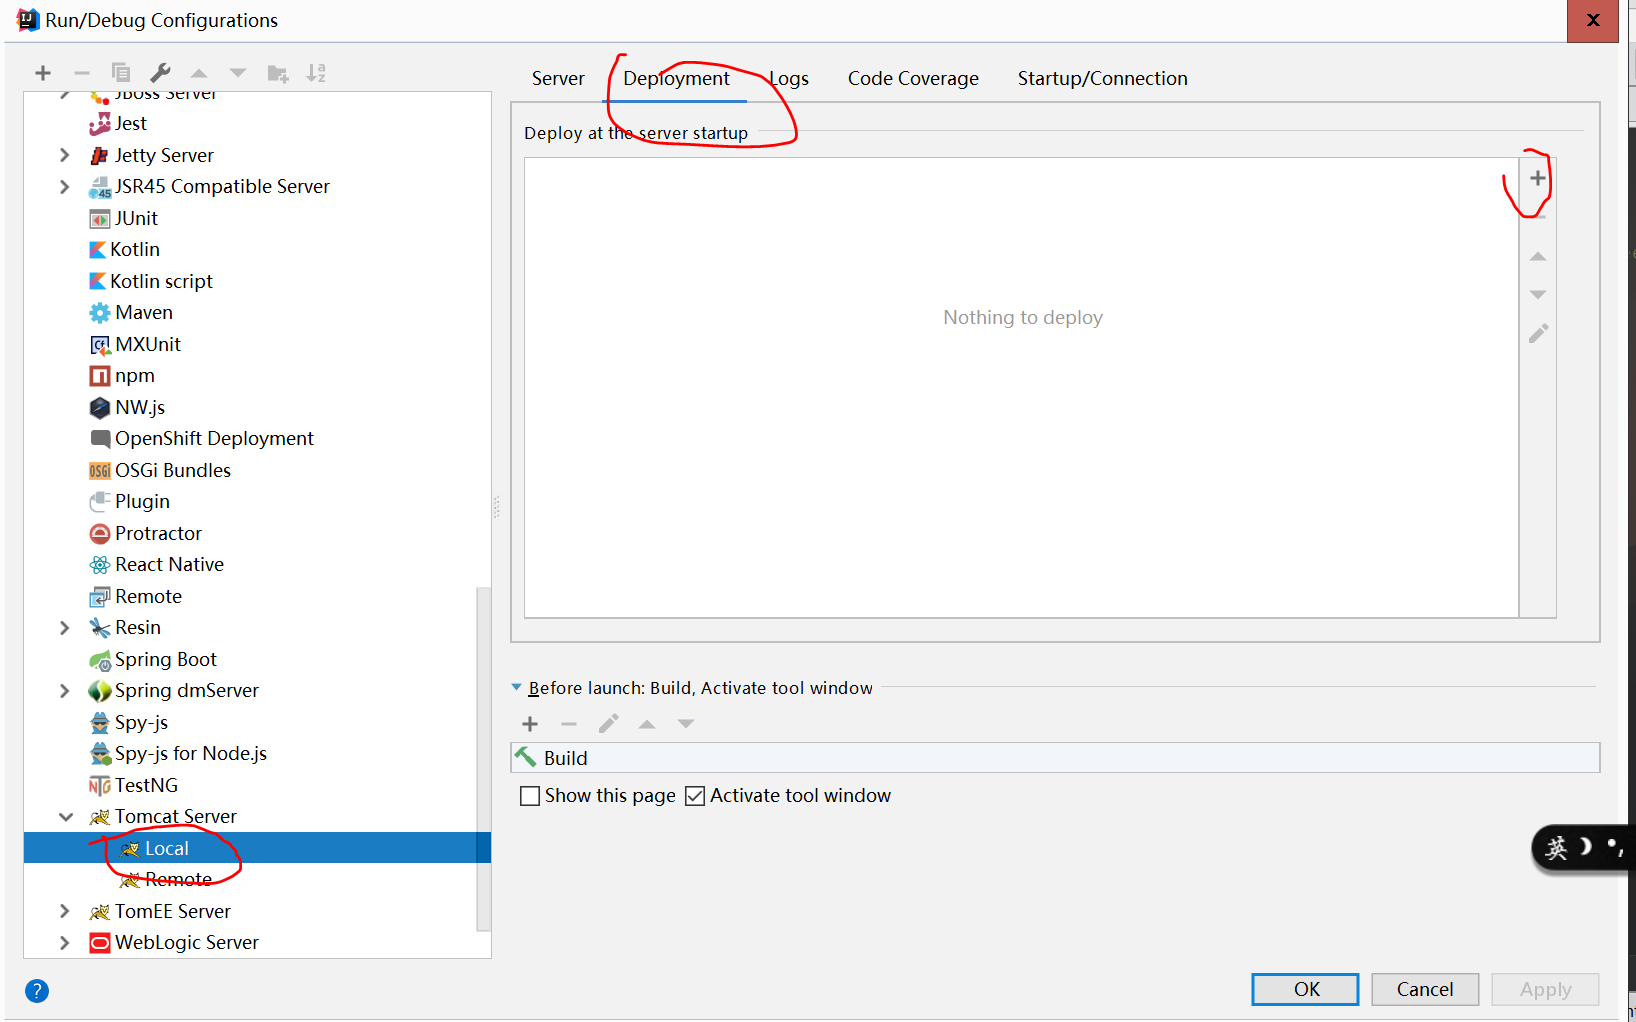 Run/Debug Configurations
x
Server Deployment Logs Code Coverage Startup/Connection
JBoss Server
Jest
Jetty Server
JSR45 Compatible Server
JUnit
Kotlin
Kotlin script
Maven
MXUnit
npm
NW.js
OpenShift Deployment
OSGi Bundles
Plugin
Protractor
React Native
Remote
Resin
Spring Boot
Spring dmServer
Spy-js
Spy-js for Node.js
TestNG
Tomcat Server
Local
Remote
TomEE Server
WebLogic Server
Deploy at the server startup
Nothing to deploy
Before launch: Build, Activate tool window
Build
Show this page Activate tool window
英
?
OK Cancel Apply